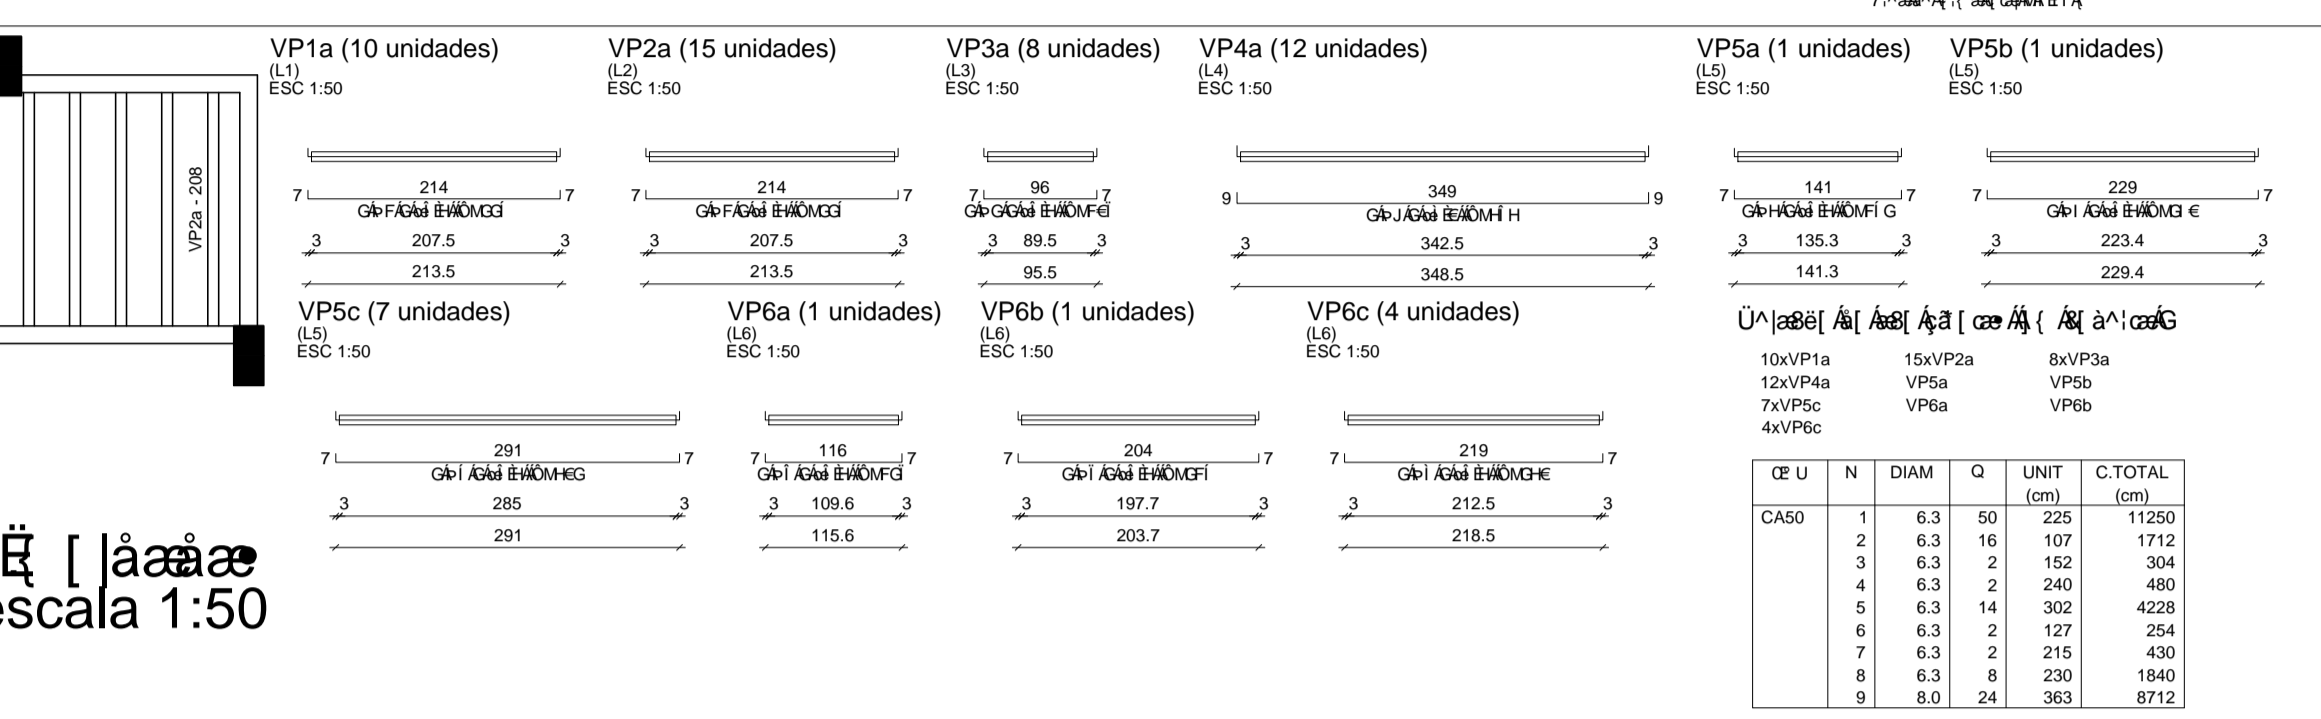 VP1a (10 unidades)
(L1)
ESC 1:50
VP2a (15 unidades)
(L2)
ESC 1:50
VP3a (8 unidades)
(L3)
ESC 1:50
VP4a (12 unidades)
(L4)
ESC 1:50
VP5a (1 unidades)
(L5)
ESC 1:50
VP5b (1 unidades)
(L5)
ESC 1:50
VP2a - 208
7 214 7
3 207.5 3
213.5
7 214 7
3 207.5 3
213.5
7 96 7
3 89.5 3
95.5
9 349 9
3 342.5 3
348.5
7 141 7
3 135.3 3
141.3
7 229 7
3 223.4 3
229.4
VP5c (7 unidades)
(L5)
ESC 1:50
VP6a (1 unidades)
(L6)
ESC 1:50
VP6b (1 unidades)
(L6)
ESC 1:50
VP6c (4 unidades)
(L6)
ESC 1:50
7 291 7
3 285 3
291
7 116 7
3 109.6 3
115.6
7 204 7
3 197.7 3
203.7
7 219 7
3 212.5 3
218.5
10xVP1a 15xVP2a 8xVP3a
12xVP4a VP5a VP5b
7xVP5c VP6a VP6b
4xVP6c
N DIAM Q UNIT C.TOTAL
(cm) (cm)
CA50 1 6.3 50 225 11250
2 6.3 16 107 1712
3 6.3 2 152 304
4 6.3 2 240 480
5 6.3 14 302 4228
6 6.3 2 127 254
7 6.3 2 215 430
8 6.3 8 230 1840
9 8.0 24 363 8712
escala 1:50